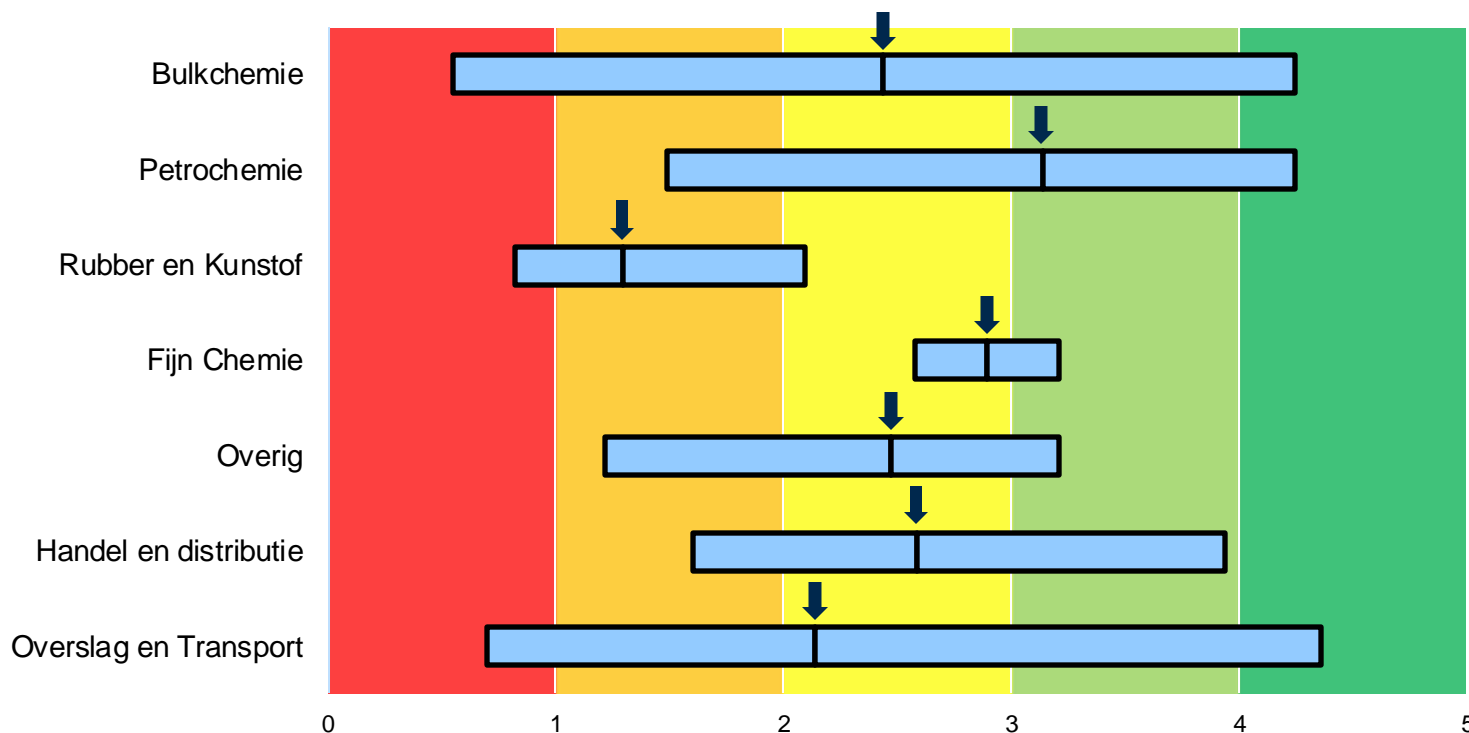 Bulkchemie
Petrochemie
Rubber en Kunstof
Fijn Chemie
Overig
Handel en distributie
Overslag en Transport
0 1 2 3 4 5